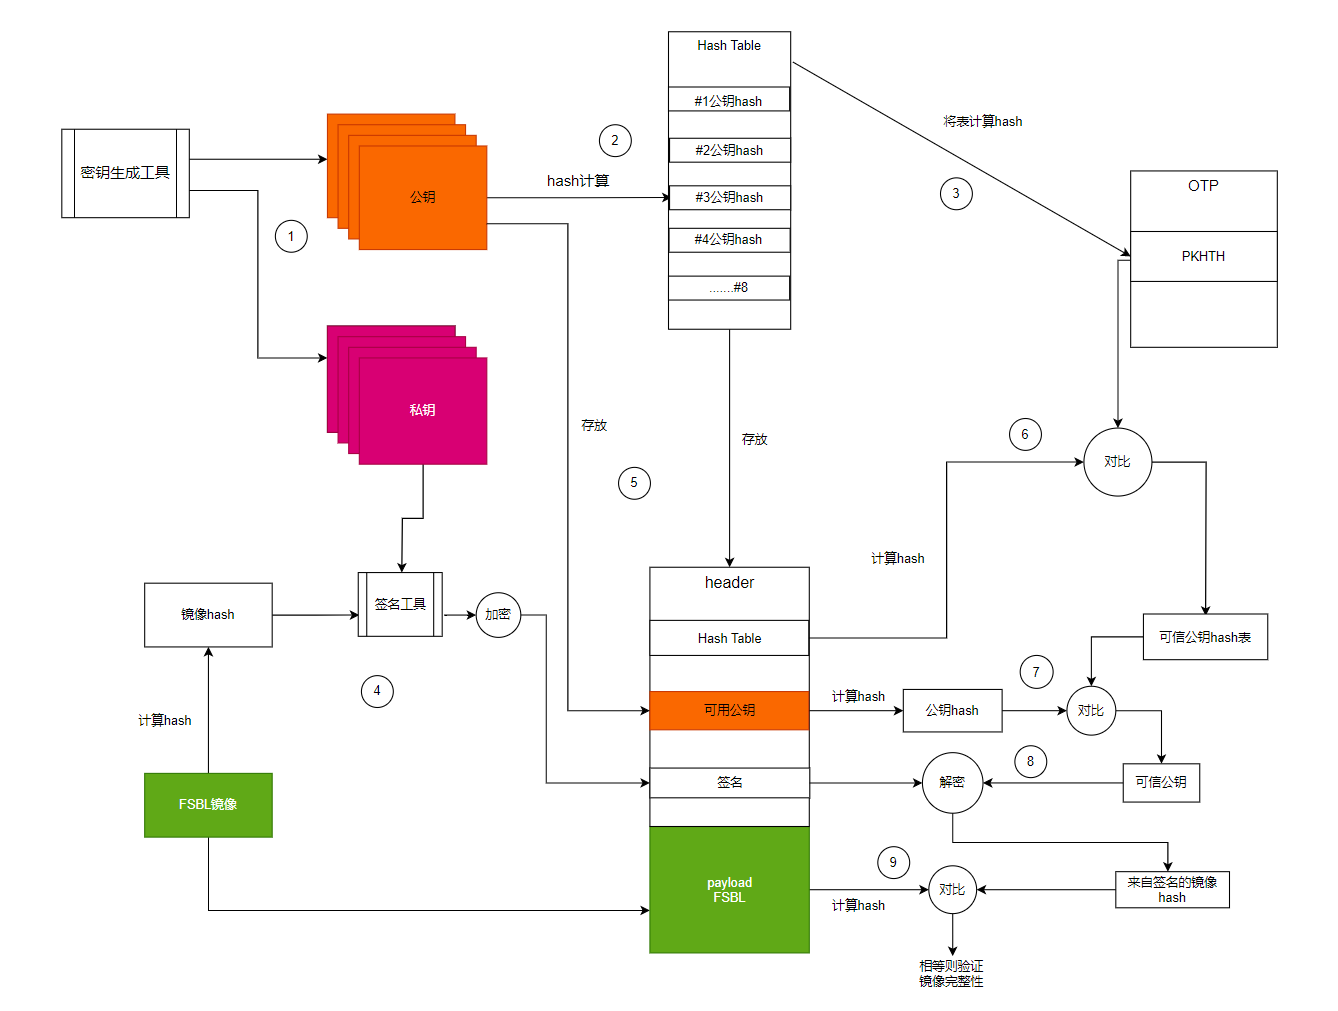 Hash Table
#1公钥hash
#2公钥hash
#3公钥hash
#4公钥hash
.......#8
将表计算hash
3
OTP
PKHTH
密钥生成工具
1
公钥
2
hash计算
私钥
存放
存放
5
6
对比
计算hash
镜像hash
签名工具
加密
4
计算hash
FSBL镜像
header
Hash Table
可用公钥
签名
payload
FSBL
可信公钥hash表
7
计算hash
公钥hash
对比
8
解密
可信公钥
9
计算hash
对比
来自签名的镜像
hash
相等则验证
镜像完整性